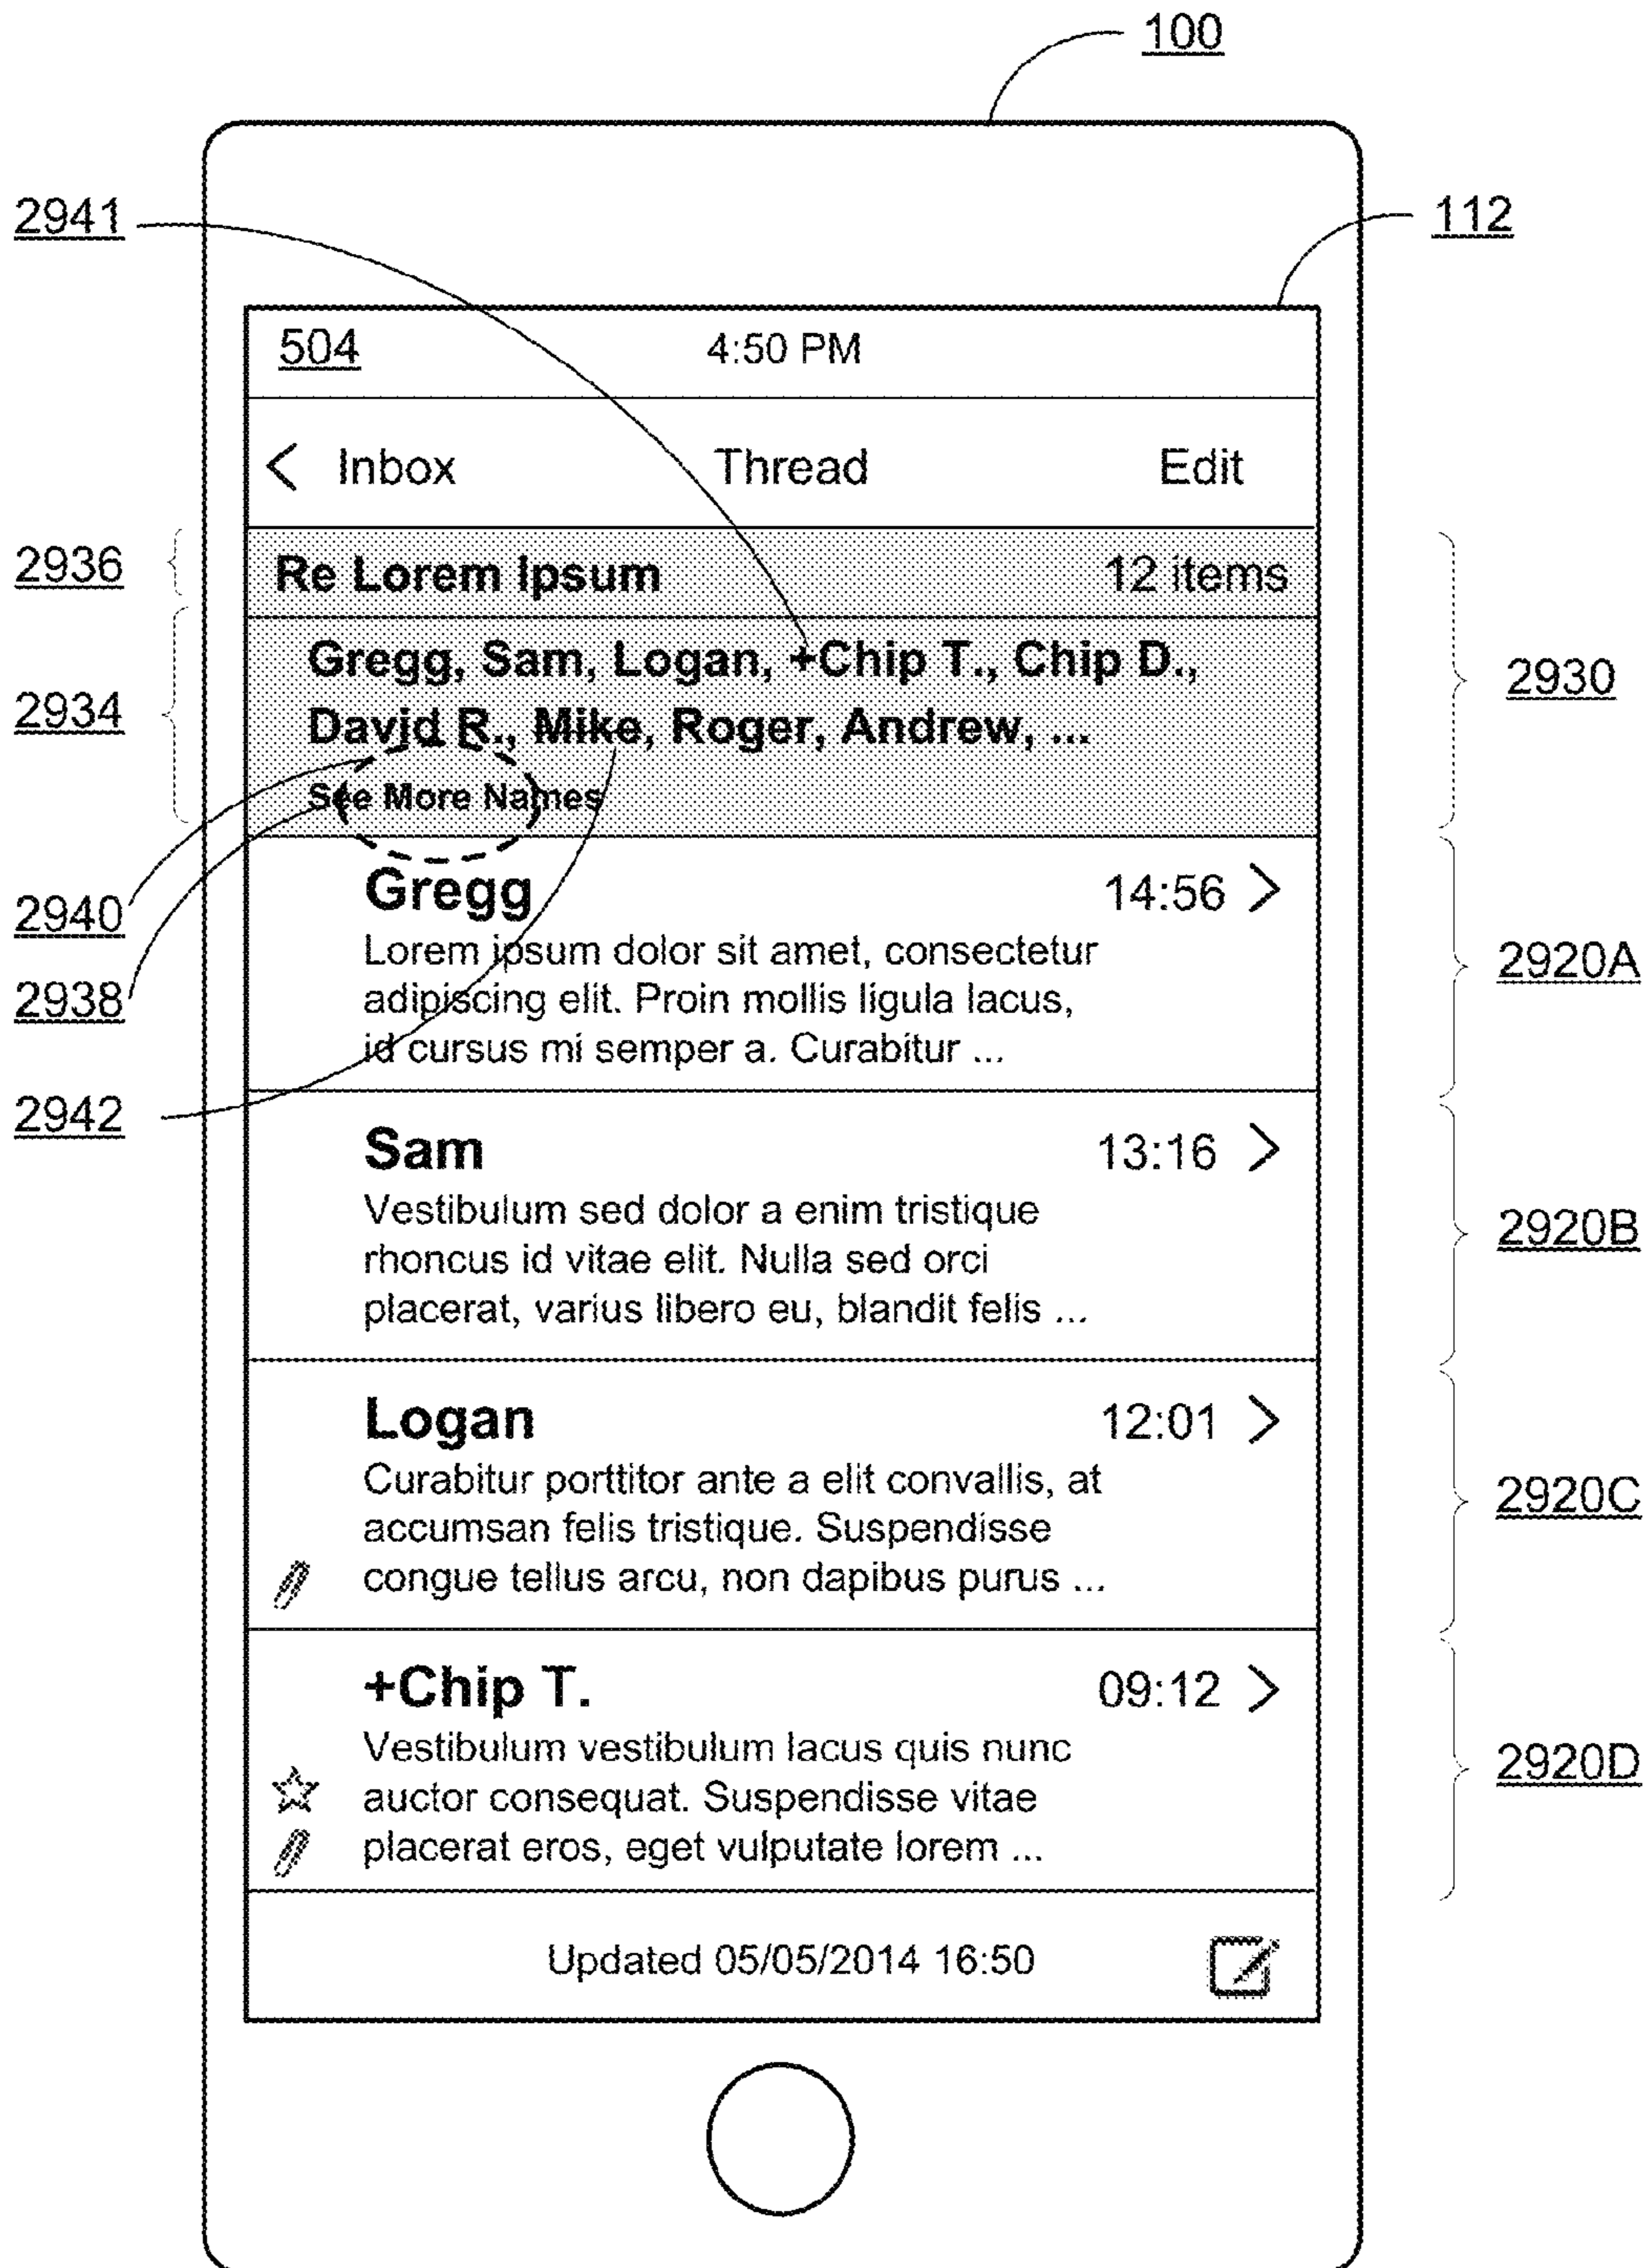 100
2941
112
504
4:50 PM
< Inbox Thread Edit
2936
Re Lorem Ipsum 12 items
Gregg, Sam, Logan, +Chip T., Chip D.,
2930
2934
David R., Mike, Roger, Andrew, ...
See More Names
Gregg 14:56 >
2940
Lorem ipsum dolor sit amet, consectetur
2920A
2938
adipiscing elit. Proin mollis ligula lacus,
id cursus mi semper a. Curabitur ...
2942
Sam 13:16 >
Vestibulum sed dolor a enim tristique
2920B
rhoncus id vitae elit. Nulla sed orci
placerat, varius libero eu, blandit felis ...
Logan 12:01 >
Curabitur porttitor ante a elit convallis, at
2920C
accumsan felis tristique. Suspendisse
congue tellus arcu, non dapibus purus ...
+Chip T. 09:12 >
Vestibulum vestibulum lacus quis nunc
2920D
auctor consequat. Suspendisse vitae
placerat eros, eget vulputate lorem ...
Updated 05/05/2014 16:50